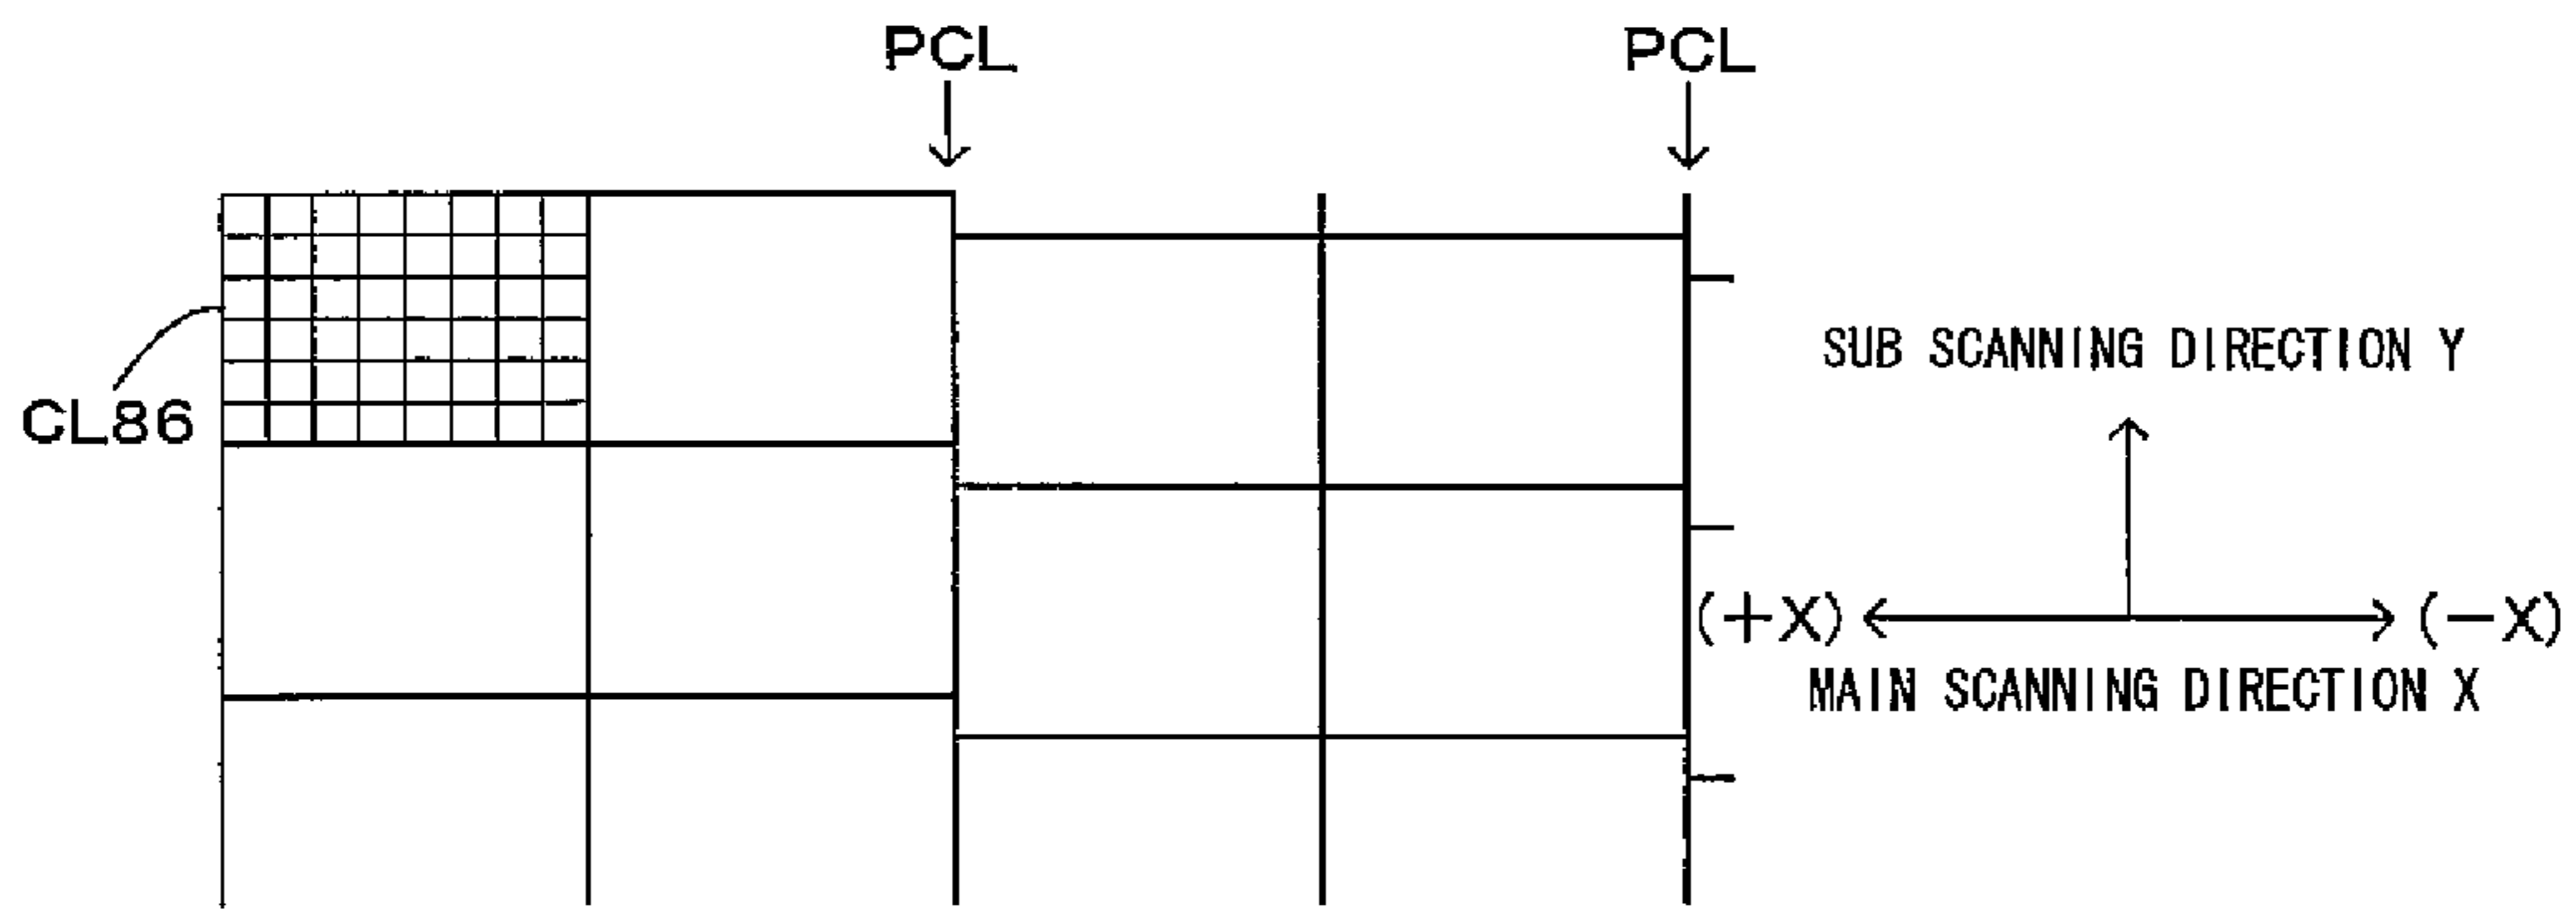 PCL PCL
SUB SCANNING DIRECTION Y
CL86
(+X) (-X)
MAIN SCANNING DIRECTION X